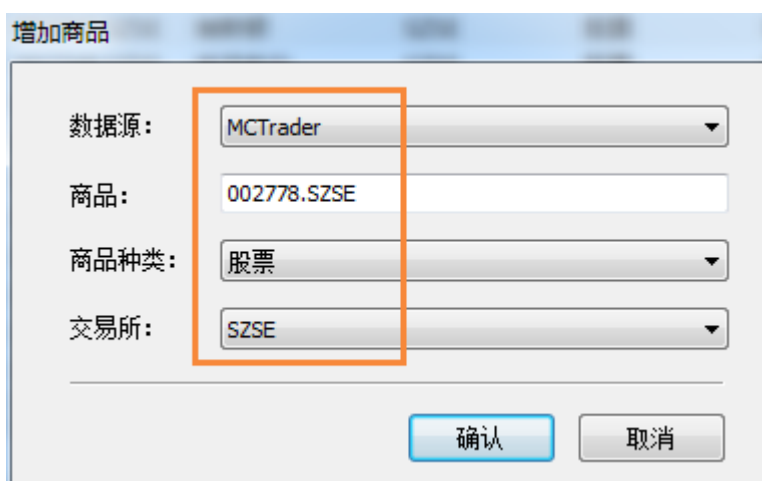 增加商品
数据源： MCTrader
商品： 002778.SZSE
商品种类： 股票
交易所： SZSE
确认 取消